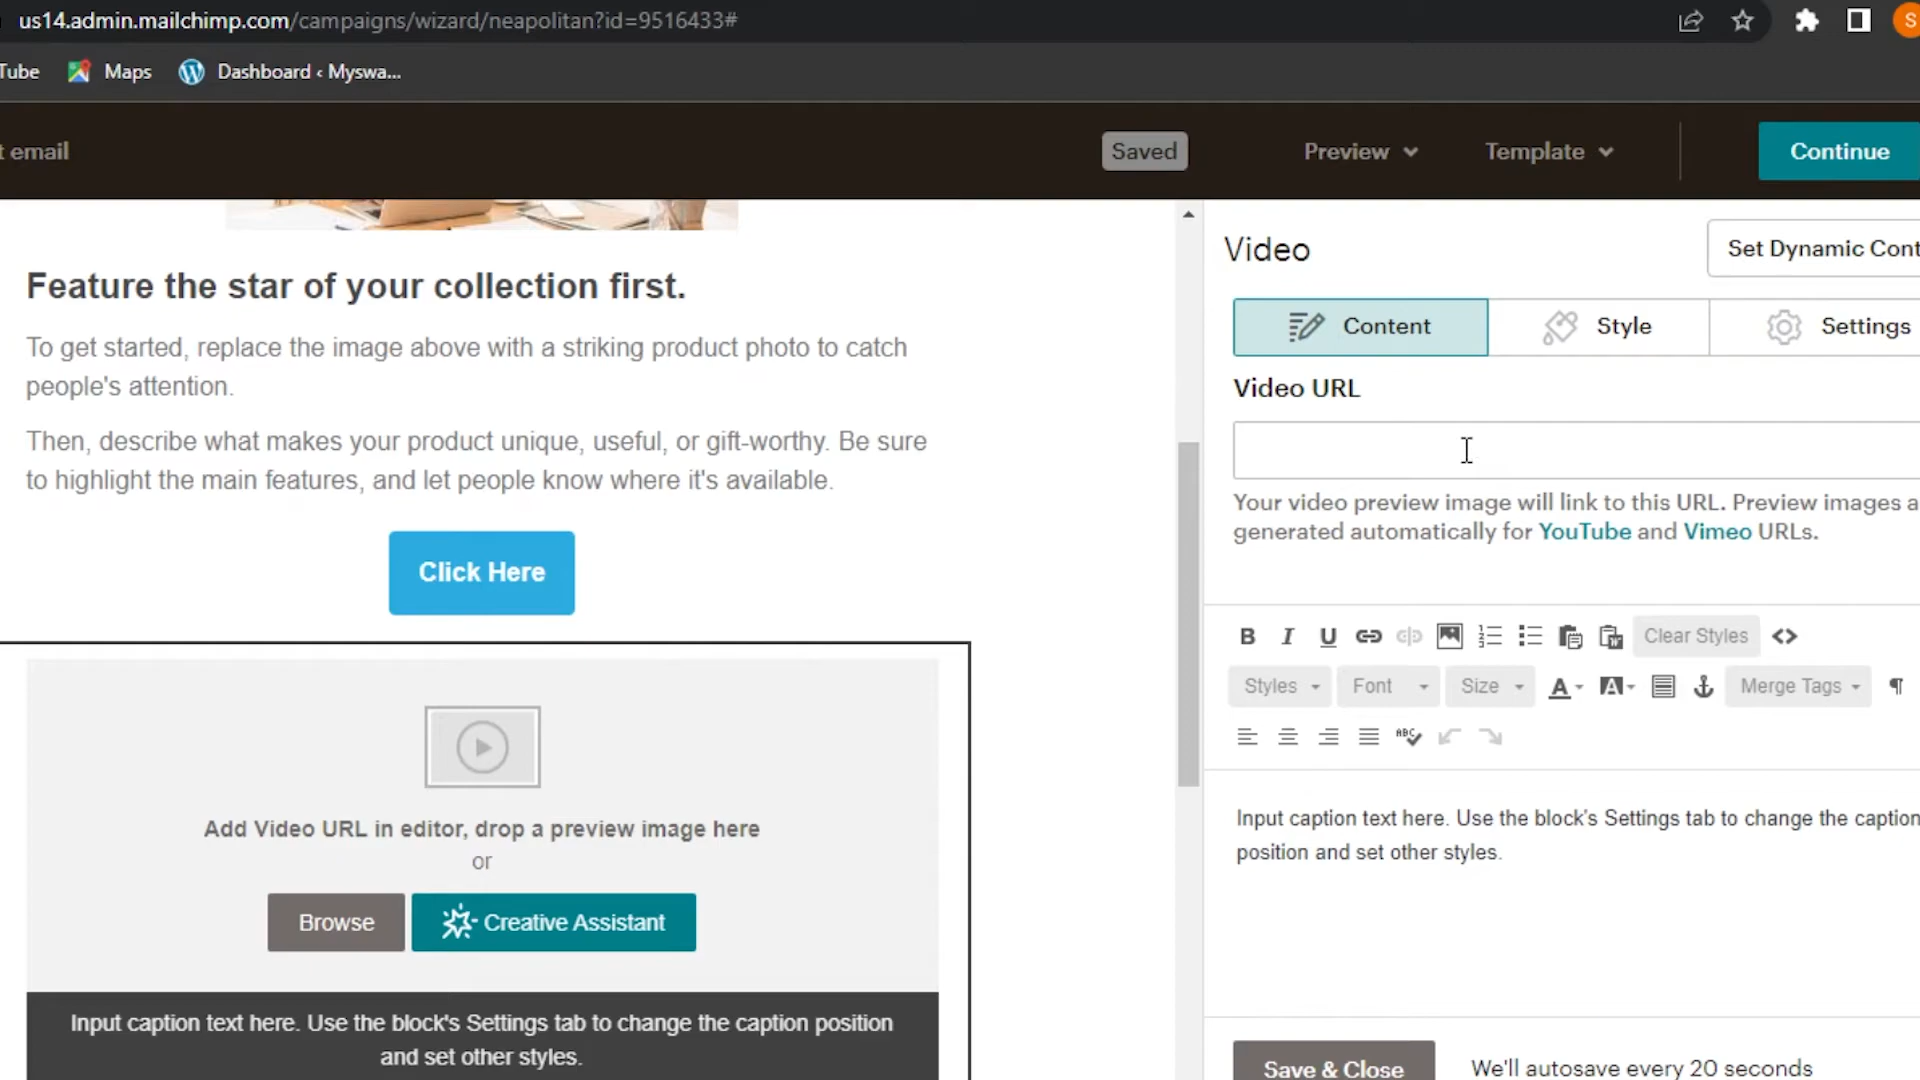 us14.admin.mailchimp.com/campaigns/wizard/neapolitan?id=9516433#
S
Tube Maps Dashboard ‹ Myswa...
t email Saved Preview Template Continue
Feature the star of your collection first.
To get started, replace the image above with a striking product photo to catch
people's attention.
Then, describe what makes your product unique, useful, or gift-worthy. Be sure
to highlight the main features, and let people know where it's available.
Click Here
Add Video URL in editor, drop a preview image here
or
Browse Creative Assistant
Input caption text here. Use the block's Settings tab to change the caption position
and set other styles.
Video Set Dynamic Cont
Content Style Settings
Video URL
Your video preview image will link to this URL. Preview images a
generated automatically for YouTube and Vimeo URLs.
B I U Clear Styles <>
Styles Font Size A A Merge Tags ¶
ABC
Input caption text here. Use the block's Settings tab to change the caption
position and set other styles.
Save & Close We'll autosave every 20 seconds